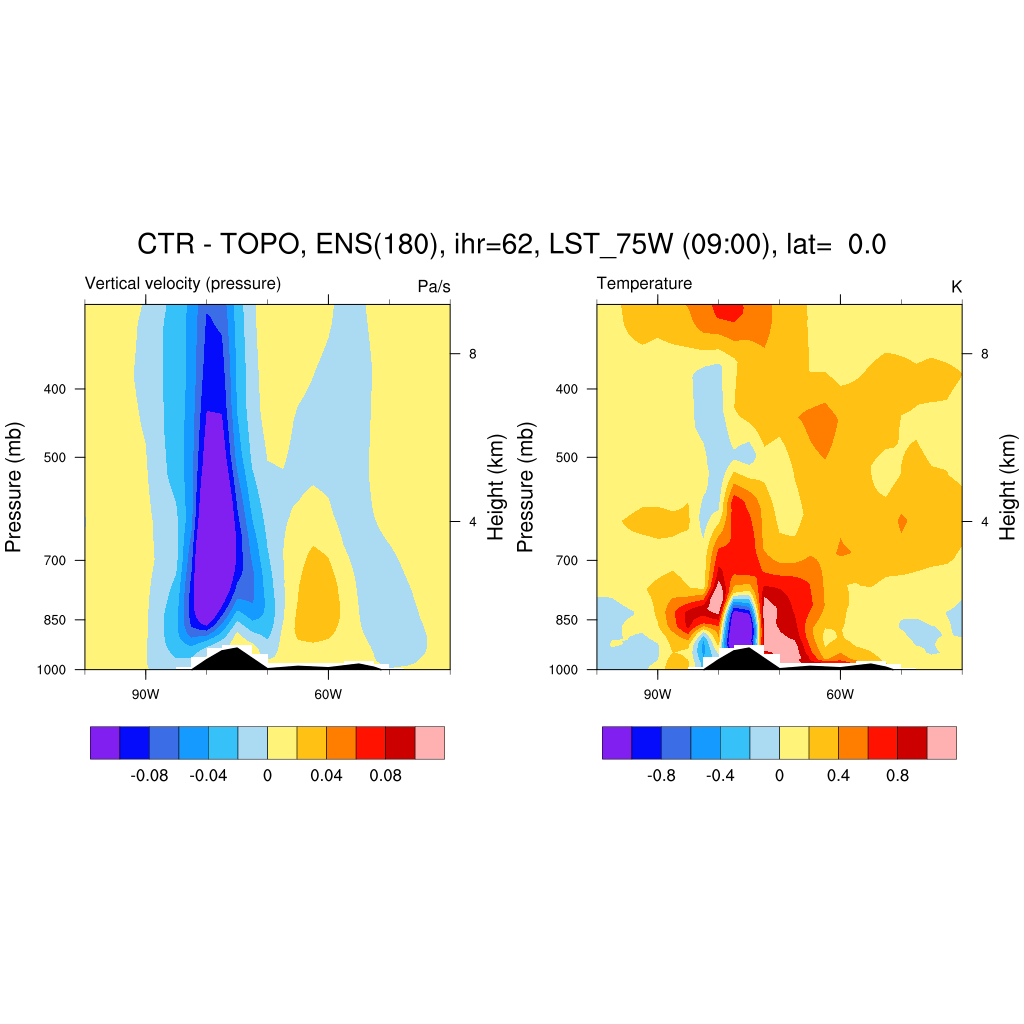 CTR - TOPO, ENS(180), ihr=62, LST_75W (09:00), lat=  0.0
Vertical velocity (pressure)
Pa/s
Pressure (mb)
400
500
700
850
1000
8
4
Height (km)
90W
60W
-0.08
-0.04
0
0.04
0.08
Temperature
K
Pressure (mb)
400
500
700
850
1000
8
4
Height (km)
90W
60W
-0.8
-0.4
0
0.4
0.8